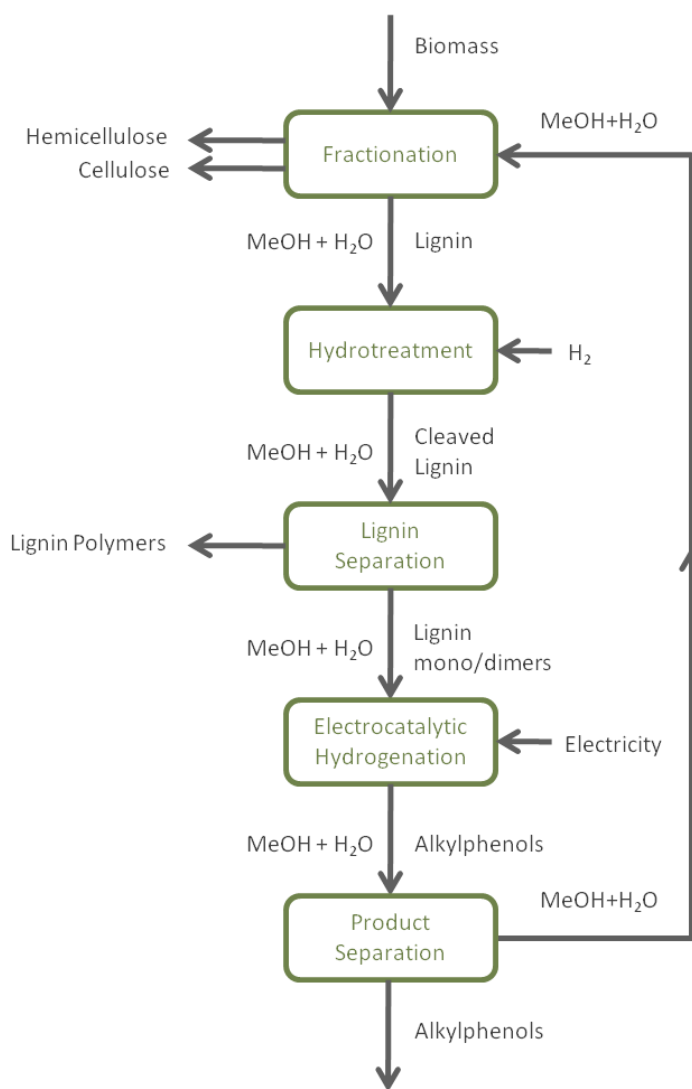 Biomass
MeOH+H₂O
Hemicellulose
Fractionation
Cellulose
MeOH + H₂O
Lignin
Hydrotreatment
H₂
MeOH + H₂O
Cleaved
Lignin
Lignin Polymers
Lignin
Separation
MeOH + H₂O
Lignin
mono/dimers
Electrocatalytic
Hydrogenation
Electricity
MeOH + H₂O
Alkylphenols
MeOH+H₂O
Product
Separation
Alkylphenols